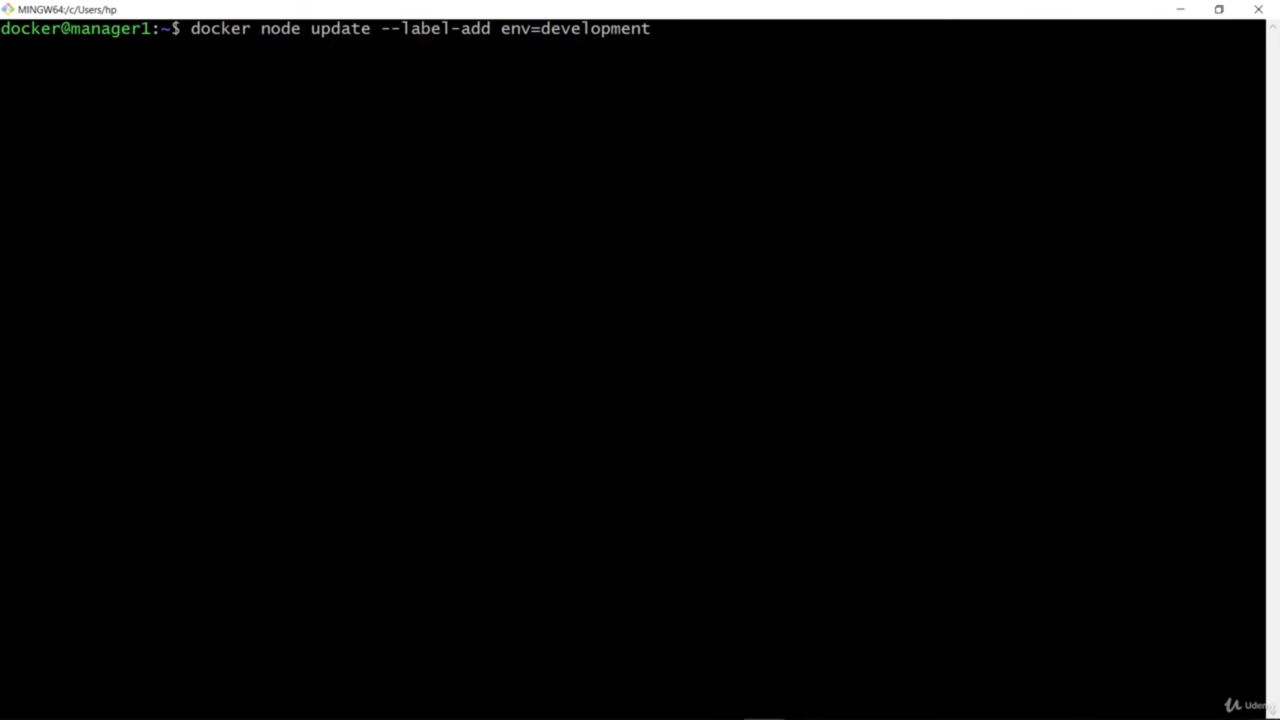 MINGW64:/c/Users/hp
docker@manager1:~$ docker node update --label-add env=development